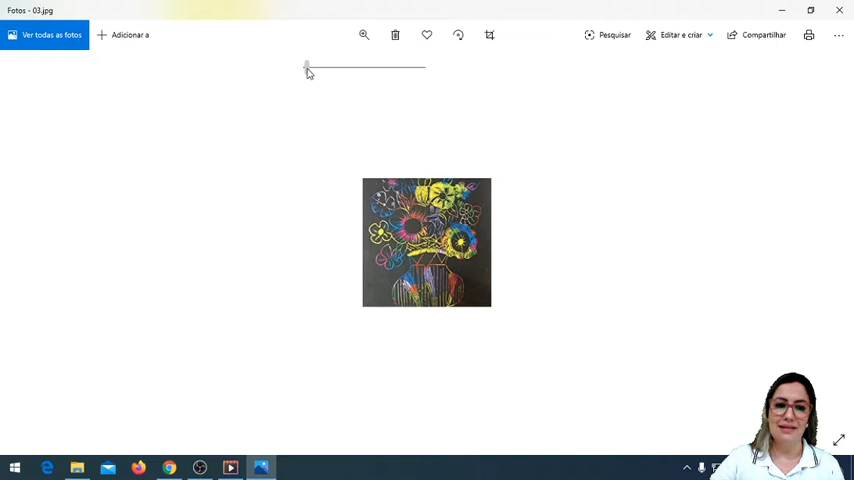 Fotos - 03.jpg
Ver todas as fotos
Adicionar a
Pesquisar
Editar e criar
Compartilhar